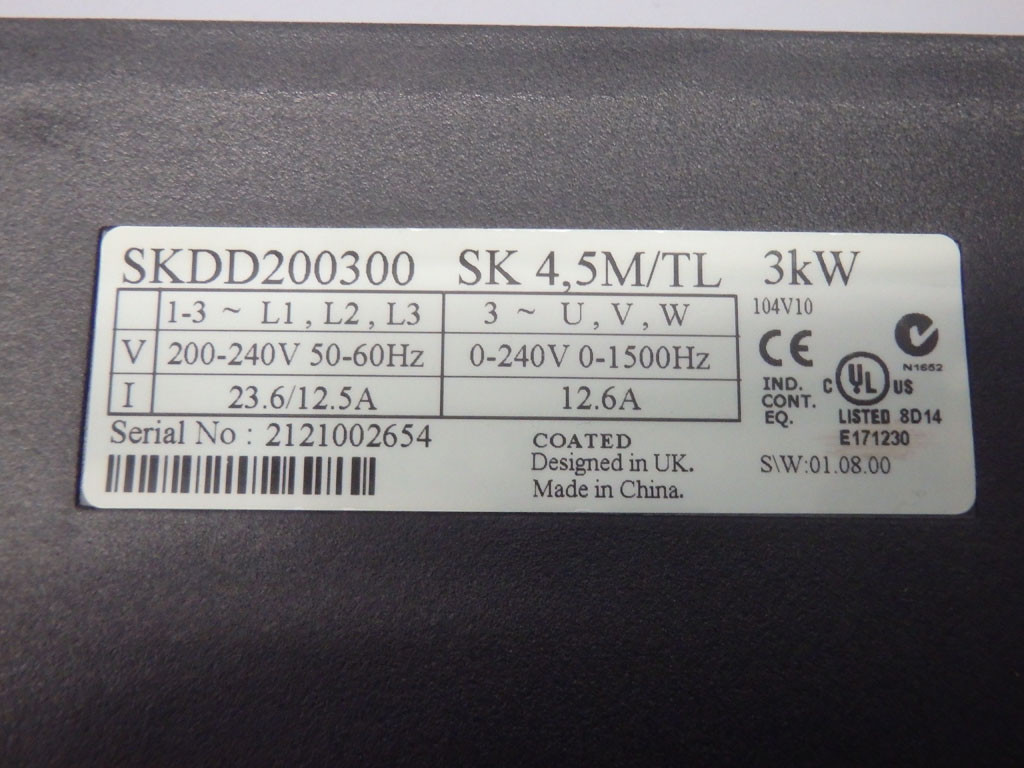 SKDD200300 SK 4,5M/TL 3kW
1-3 ~ L1 , L2 , L3 3 ~ U , V , W 104V10
V 200-240V 50-60Hz 0-240V 0-1500Hz
I 23.6/12.5A 12.6A
Serial No : 2121002654
COATED
Designed in UK.
Made in China.
CE
N1652
IND.
CONT.
EQ.
C UL US
LISTED 8D14
E171230
S\W:01.08.00